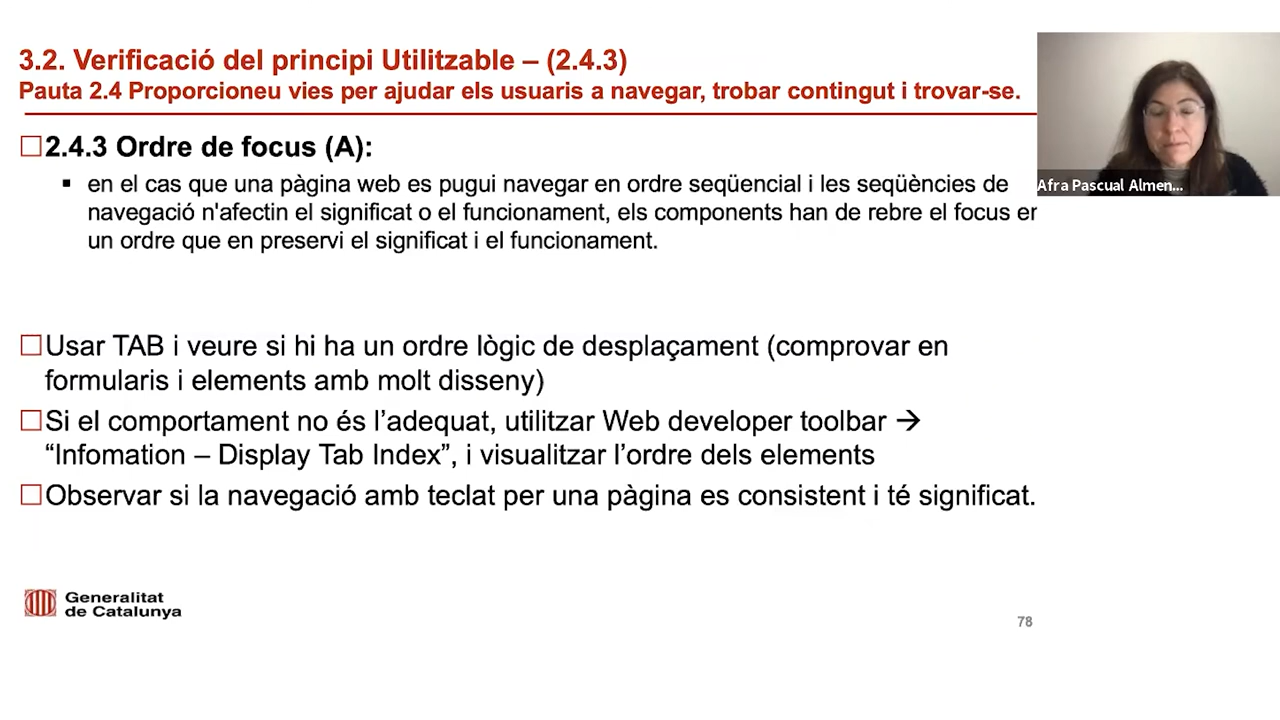 3.2. Verificació del principi Utilitzable – (2.4.3)
Pauta 2.4 Proporcioneu vies per ajudar els usuaris a navegar, trobar contingut i trovar-se.
2.4.3 Ordre de focus (A):
en el cas que una pàgina web es pugui navegar en ordre seqüencial i les seqüències de
navegació n'afectin el significat o el funcionament, els components han de rebre el focus en
un ordre que en preservi el significat i el funcionament.
Afra Pascual Almen...
Usar TAB i veure si hi ha un ordre lògic de desplaçament (comprovar en
formularis i elements amb molt disseny)
Si el comportament no és l’adequat, utilitzar Web developer toolbar →
“Infomation – Display Tab Index”, i visualitzar l’ordre dels elements
Observar si la navegació amb teclat per una pàgina es consistent i té significat.
Generalitat
de Catalunya
78